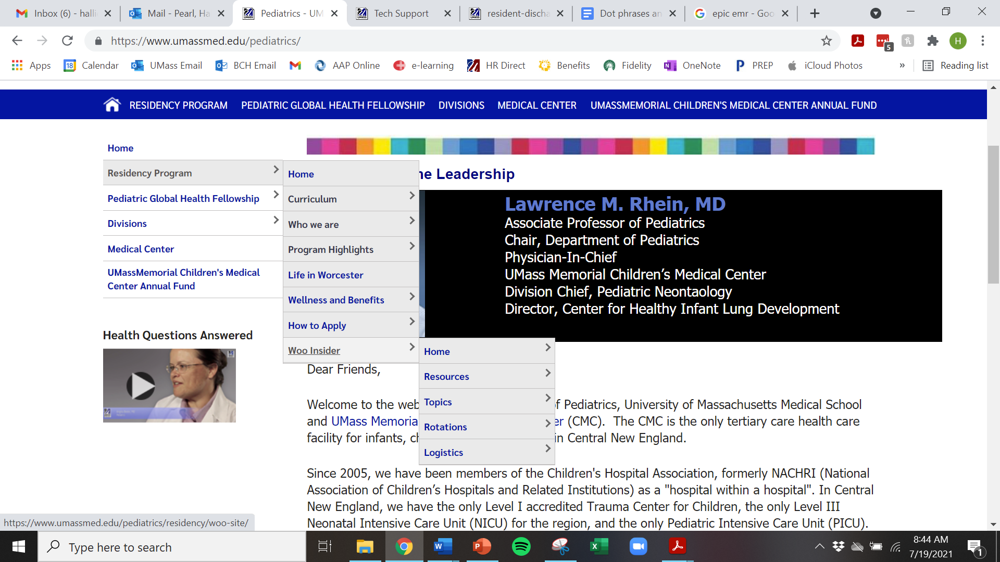 Inbox (6) - halli
Mail - Pearl, Ha
Pediatrics - UM
Tech Support
resident-discha
Dot phrases an
epic emr - Goo
https://www.umassmed.edu/pediatrics/
5
H
Apps
18
Calendar
UMass Email
BCH Email
AAP Online
e-learning
HR Direct
Benefits
Fidelity
OneNote
PREP
iCloud Photos
»
Reading list
RESIDENCY PROGRAM
PEDIATRIC GLOBAL HEALTH FELLOWSHIP
DIVISIONS
MEDICAL CENTER
UMASSMEMORIAL CHILDREN'S MEDICAL CENTER ANNUAL FUND
Home
Residency Program
Pediatric Global Health Fellowship
Divisions
Medical Center
UMassMemorial Children's Medical
Center Annual Fund
Home
Curriculum
Who we are
Program Highlights
Life in Worcester
Wellness and Benefits
How to Apply
Woo Insider
Home
Resources
Topics
Rotations
Logistics
Health Questions Answered
ne Leadership
Lawrence M. Rhein, MD
Associate Professor of Pediatrics
Chair, Department of Pediatrics
Physician-In-Chief
UMass Memorial Children’s Medical Center
Division Chief, Pediatric Neontaology
Director, Center for Healthy Infant Lung Development
Dear Friends,
Welcome to the web f Pediatrics, University of Massachusetts Medical School
and UMass Memoria er (CMC). The CMC is the only tertiary care health care
facility for infants, ch in Central New England.
Since 2005, we have been members of the Children's Hospital Association, formerly NACHRI (National
Association of Children’s Hospitals and Related Institutions) as a "hospital within a hospital". In Central
New England, we have the only Level I accredited Trauma Center for Children, the only Level III
Neonatal Intensive Care Unit (NICU) for the region, and the only Pediatric Intensive Care Unit (PICU).
https://www.umassmed.edu/pediatrics/residency/woo-site/
Type here to search
8:44 AM
7/19/2021
1